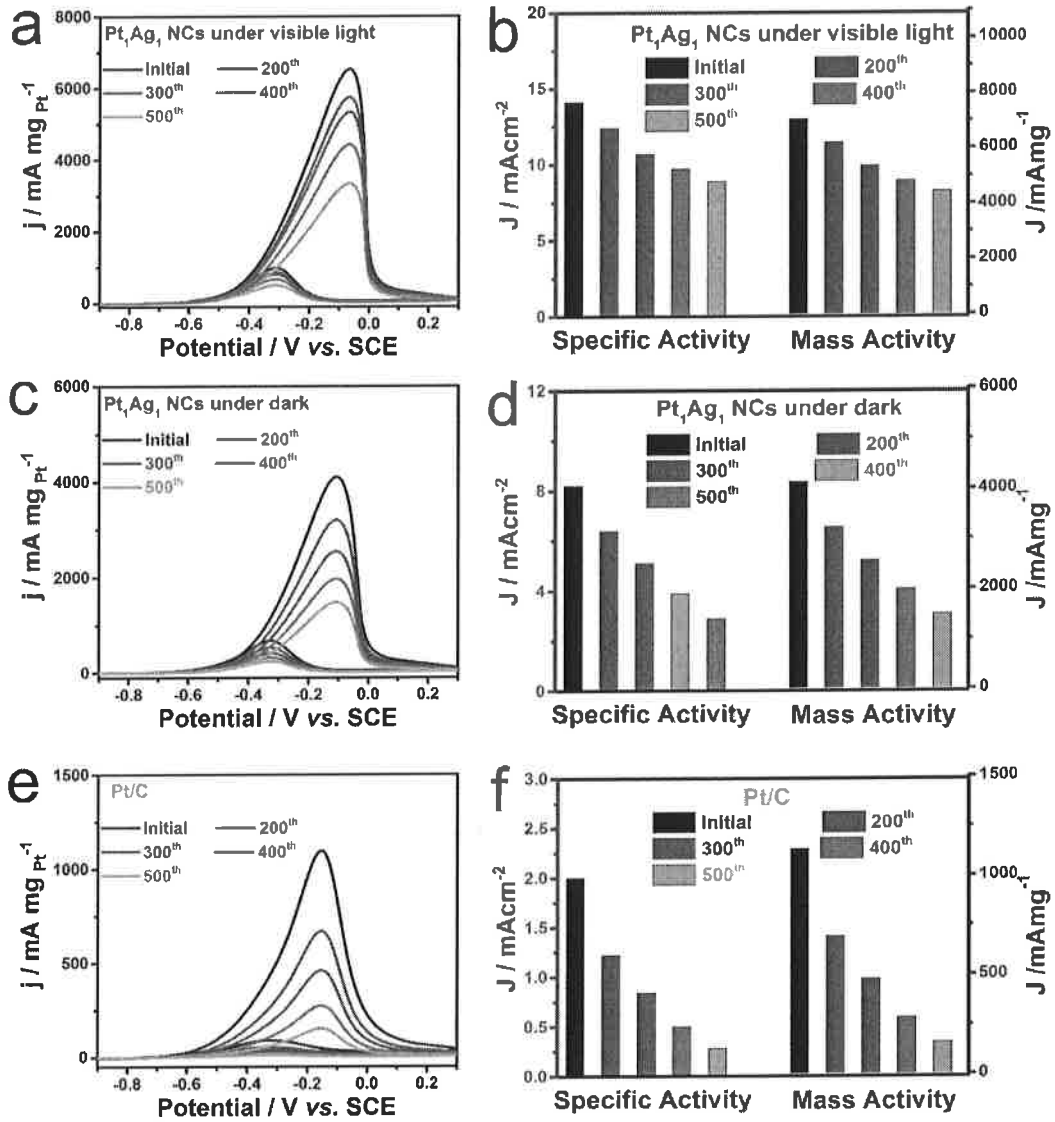 a
8000
6000
4000
2000
0
j / mA mg Pt⁻¹
Pt₁Ag₁ NCs under visible light
Initial 200ᵗʰ
300ᵗʰ 400ᵗʰ
500ᵗʰ
-0.8 -0.6 -0.4 -0.2 0.0 0.2
Potential / V vs. SCE
b
20
15
10
5
0
J / mAcm⁻²
Pt₁Ag₁ NCs under visible light
Initial 200ᵗʰ
300ᵗʰ 400ᵗʰ
500ᵗʰ
10000
8000
6000
4000
2000
0
J /mAmg⁻¹
Specific Activity Mass Activity
c
6000
4000
2000
0
j / mA mg Pt⁻¹
Pt₁Ag₁ NCs under dark
Initial 200ᵗʰ
300ᵗʰ 400ᵗʰ
500ᵗʰ
-0.8 -0.6 -0.4 -0.2 0.0 0.2
Potential / V vs. SCE
d
12
8
4
0
J / mAcm⁻²
Pt₁Ag₁ NCs under dark
Initial 200ᵗʰ
300ᵗʰ 400ᵗʰ
500ᵗʰ
6000
4000
2000
0
J /mAmg⁻¹
Specific Activity Mass Activity
e
1500
1000
500
0
j / mA mg Pt⁻¹
Pt/C
Initial 200ᵗʰ
300ᵗʰ 400ᵗʰ
500ᵗʰ
-0.8 -0.6 -0.4 -0.2 0.0 0.2
Potential / V vs. SCE
f
3.0
2.5
2.0
1.5
1.0
0.5
0.0
J / mAcm⁻²
Pt/C
Initial 200ᵗʰ
300ᵗʰ 400ᵗʰ
500ᵗʰ
1500
1000
500
0
J /mAmg⁻¹
Specific Activity Mass Activity